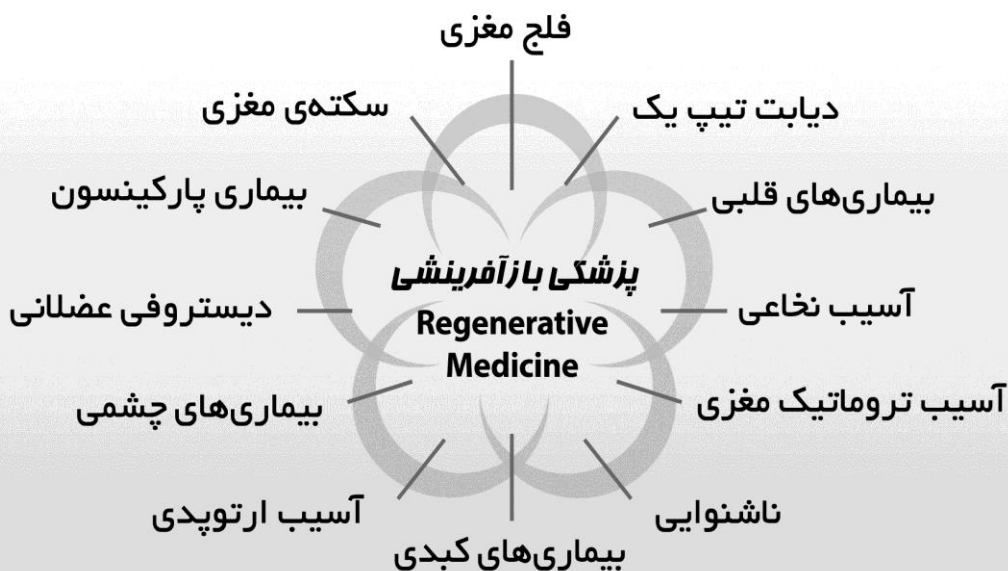 فلج مغزی
دیابت تیپ یک
سکته‌ی مغزی
بیماری‌های قلبی
بیماری پارکینسون
پزشکی بازآفرینشی
Regenerative
Medicine
آسیب نخاعی
دیستروفی عضلانی
آسیب تروماتیک مغزی
بیماری‌های چشمی
ناشنوایی
آسیب ارتوپدی
بیماری‌های کبدی